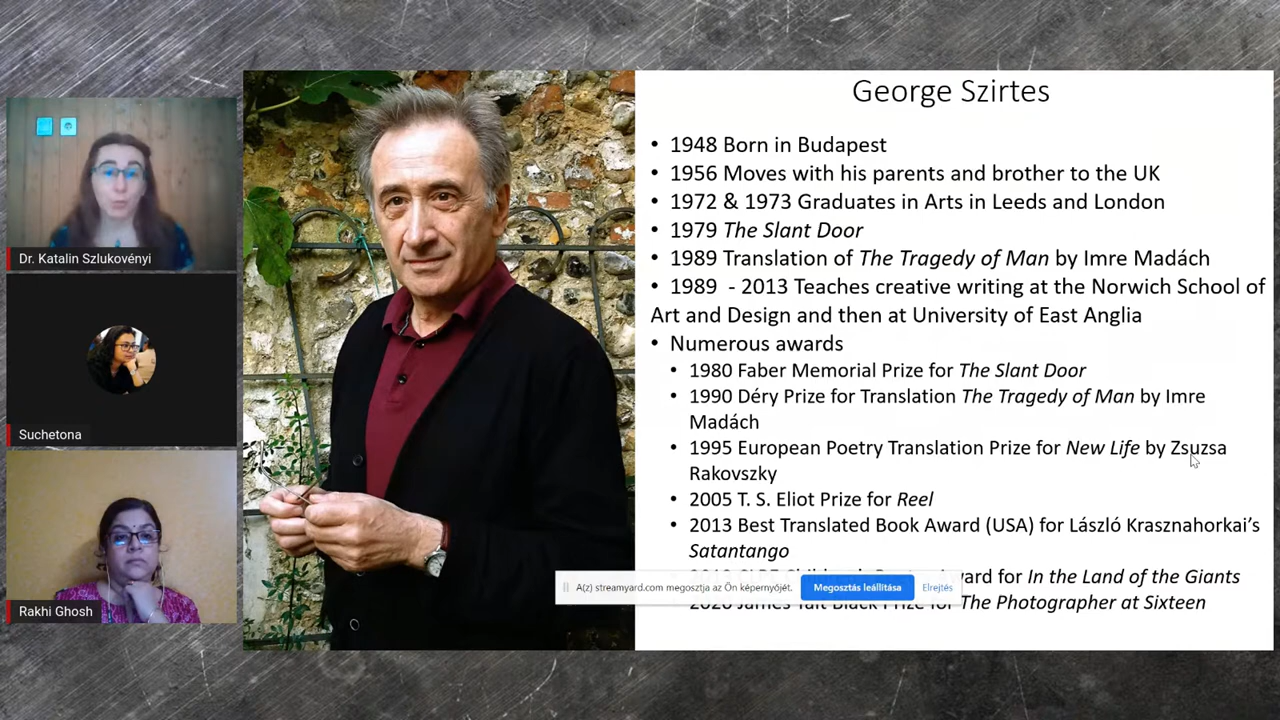 George Szirtes
• 1948 Born in Budapest
• 1956 Moves with his parents and brother to the UK
• 1972 & 1973 Graduates in Arts in Leeds and London
• 1979 The Slant Door
• 1989 Translation of The Tragedy of Man by Imre Madách
• 1989 - 2013 Teaches creative writing at the Norwich School of
Art and Design and then at University of East Anglia
• Numerous awards
• 1980 Faber Memorial Prize for The Slant Door
• 1990 Déry Prize for Translation The Tragedy of Man by Imre
Madách
• 1995 European Poetry Translation Prize for New Life by Zsuzsa
Rakovszky
• 2005 T. S. Eliot Prize for Reel
• 2013 Best Translated Book Award (USA) for László Krasznahorkai's
Satantango
Award for In the Land of the Giants
A(z) streamyard.com megosztja az Ön képernyőjét. Megosztás leállítása Elrejtés
2020 James Tait Black Prize for The Photographer at Sixteen
Dr. Katalin Szlukovényi
Suchetona
Rakhi Ghosh